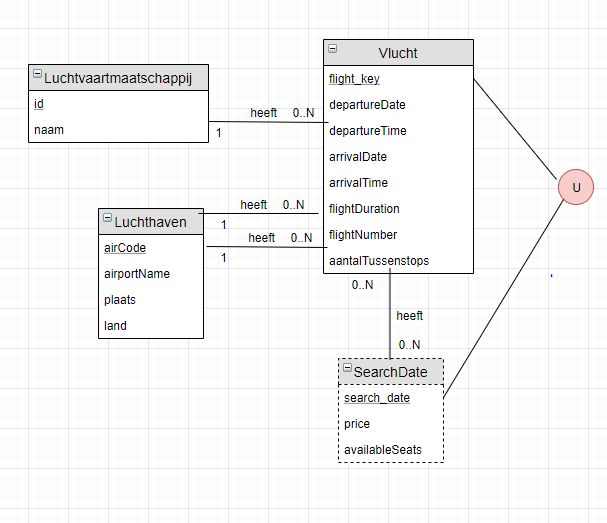 Luchtvaartmaatschappij
id
naam
heeft 0..N
1
Luchthaven
airCode
airportName
plaats
land
heeft 0..N
1
heeft 0..N
1
Vlucht
flight_key
departureDate
departureTime
arrivalDate
arrivalTime
flightDuration
flightNumber
aantalTussenstops
0..N
heeft
0..N
SearchDate
search_date
price
availableSeats
U